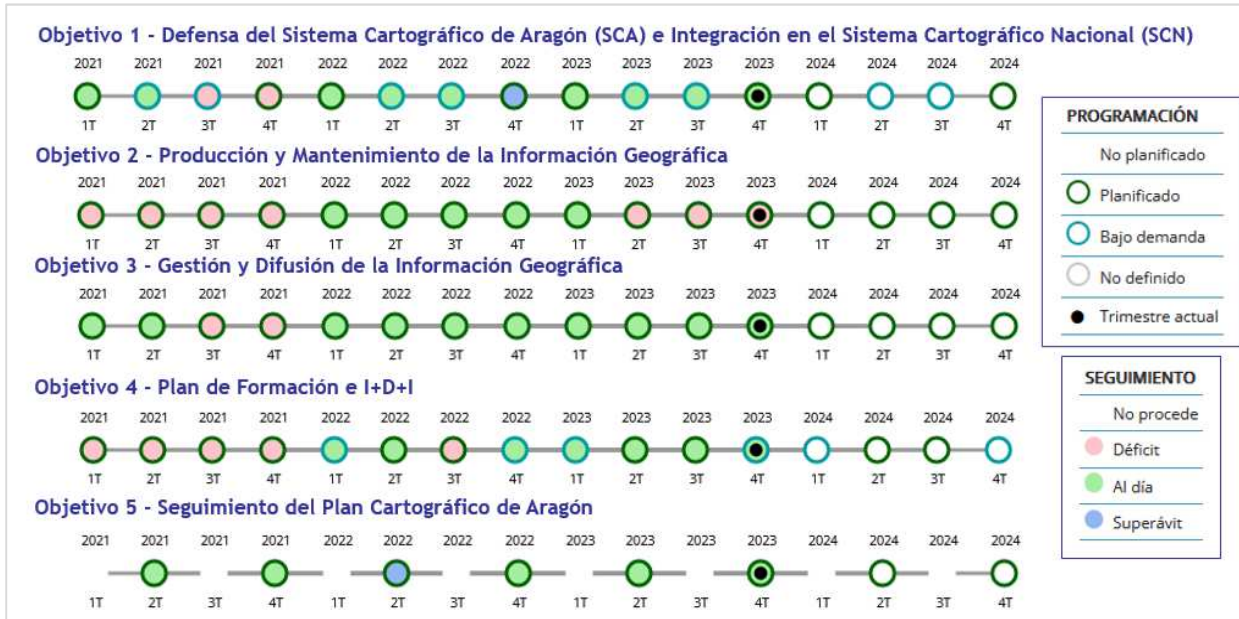 Objetivo 1 - Defensa del Sistema Cartográfico de Aragón (SCA) e Integración en el Sistema Cartográfico Nacional (SCN)
2021 2021 2021 2021 2022 2022 2022 2022 2023 2023 2023 2023 2024 2024 2024 2024
1T 2T 3T 4T 1T 2T 3T 4T 1T 2T 3T 4T 1T 2T 3T 4T
Objetivo 2 - Producción y Mantenimiento de la Información Geográfica
2021 2021 2021 2021 2022 2022 2022 2022 2023 2023 2023 2023 2024 2024 2024 2024
1T 2T 3T 4T 1T 2T 3T 4T 1T 2T 3T 4T 1T 2T 3T 4T
Objetivo 3 - Gestión y Difusión de la Información Geográfica
2021 2021 2021 2021 2022 2022 2022 2022 2023 2023 2023 2023 2024 2024 2024 2024
1T 2T 3T 4T 1T 2T 3T 4T 1T 2T 3T 4T 1T 2T 3T 4T
Objetivo 4 - Plan de Formación e I+D+I
2021 2021 2021 2021 2022 2022 2022 2022 2023 2023 2023 2023 2024 2024 2024 2024
1T 2T 3T 4T 1T 2T 3T 4T 1T 2T 3T 4T 1T 2T 3T 4T
Objetivo 5 - Seguimiento del Plan Cartográfico de Aragón
2021 2021 2021 2021 2022 2022 2022 2022 2023 2023 2023 2023 2024 2024 2024 2024
1T 2T 3T 4T 1T 2T 3T 4T 1T 2T 3T 4T 1T 2T 3T 4T
PROGRAMACIÓN
No planificado
Planificado
Bajo demanda
No definido
Trimestre actual
SEGUIMIENTO
No procede
Déficit
Al día
Superávit